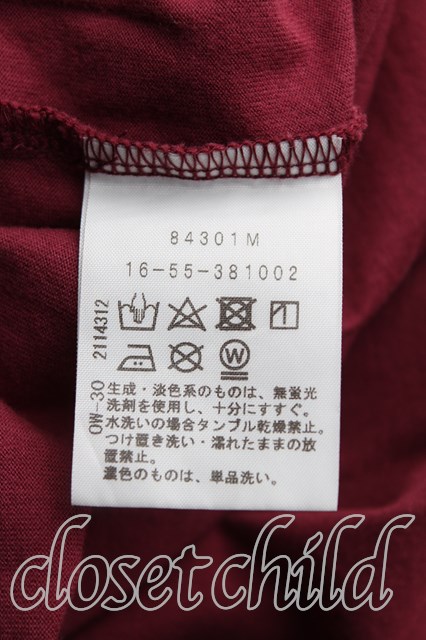 84301M
16-55-381002
2114312
OW-30
W
生成・淡色系のものは、無蛍光
洗剤を使用し、十分にすすぐ。
水洗いの場合タンブル乾燥禁止。
つけ置き洗い・濡れたままの放
置禁止。
濃色のものは、単品洗い。
closet child